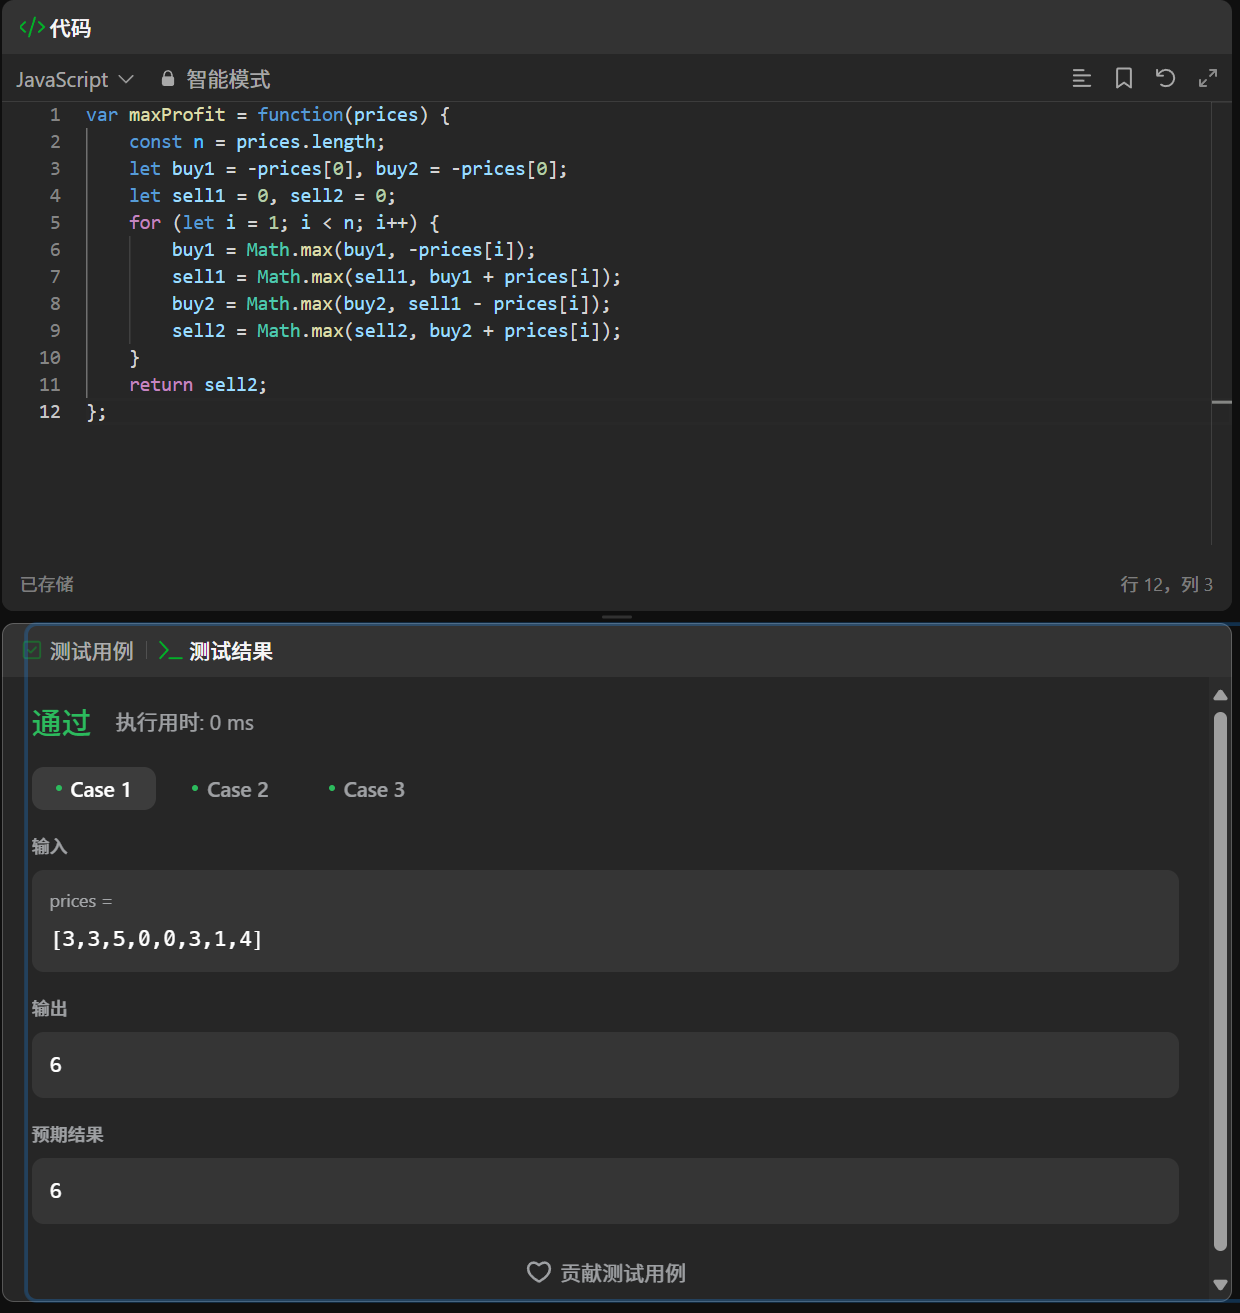 </> 代码
JavaScript 智能模式
1 var maxProfit = function(prices) {
2     const n = prices.length;
3     let buy1 = -prices[0], buy2 = -prices[0];
4     let sell1 = 0, sell2 = 0;
5     for (let i = 1; i < n; i++) {
6         buy1 = Math.max(buy1, -prices[i]);
7         sell1 = Math.max(sell1, buy1 + prices[i]);
8         buy2 = Math.max(buy2, sell1 - prices[i]);
9         sell2 = Math.max(sell2, buy2 + prices[i]);
10     }
11     return sell2;
12 };
已存储 行 12，列 3
测试用例 >_ 测试结果
通过 执行用时: 0 ms
• Case 1 • Case 2 • Case 3
输入
prices =
[3,3,5,0,0,3,1,4]
输出
6
预期结果
6
贡献测试用例